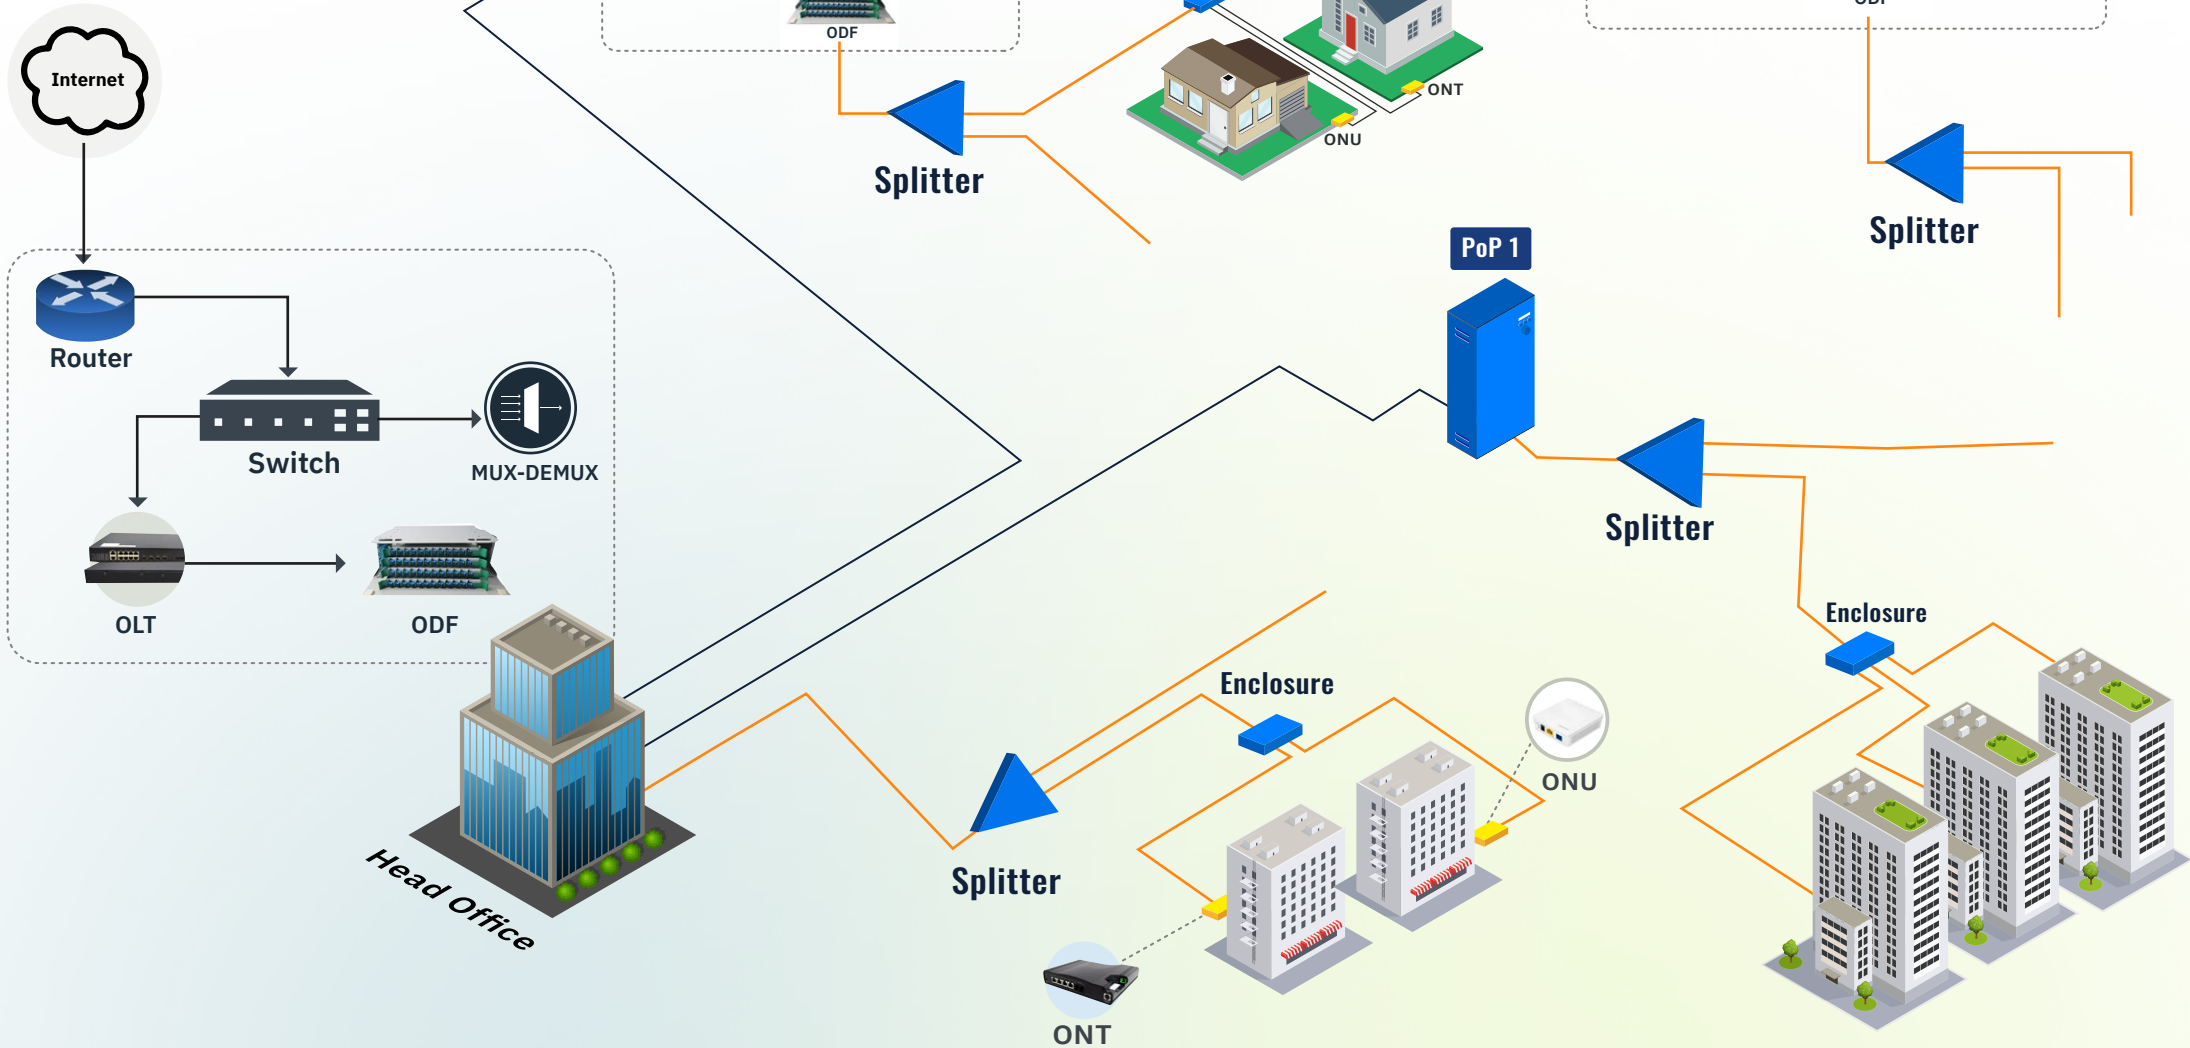 ODF
Internet
ONT
ONU
Splitter
Splitter
PoP 1
Router
Switch
MUX-DEMUX
Splitter
OLT
ODF
Enclosure
Enclosure
ONU
Splitter
Head Office
ONT